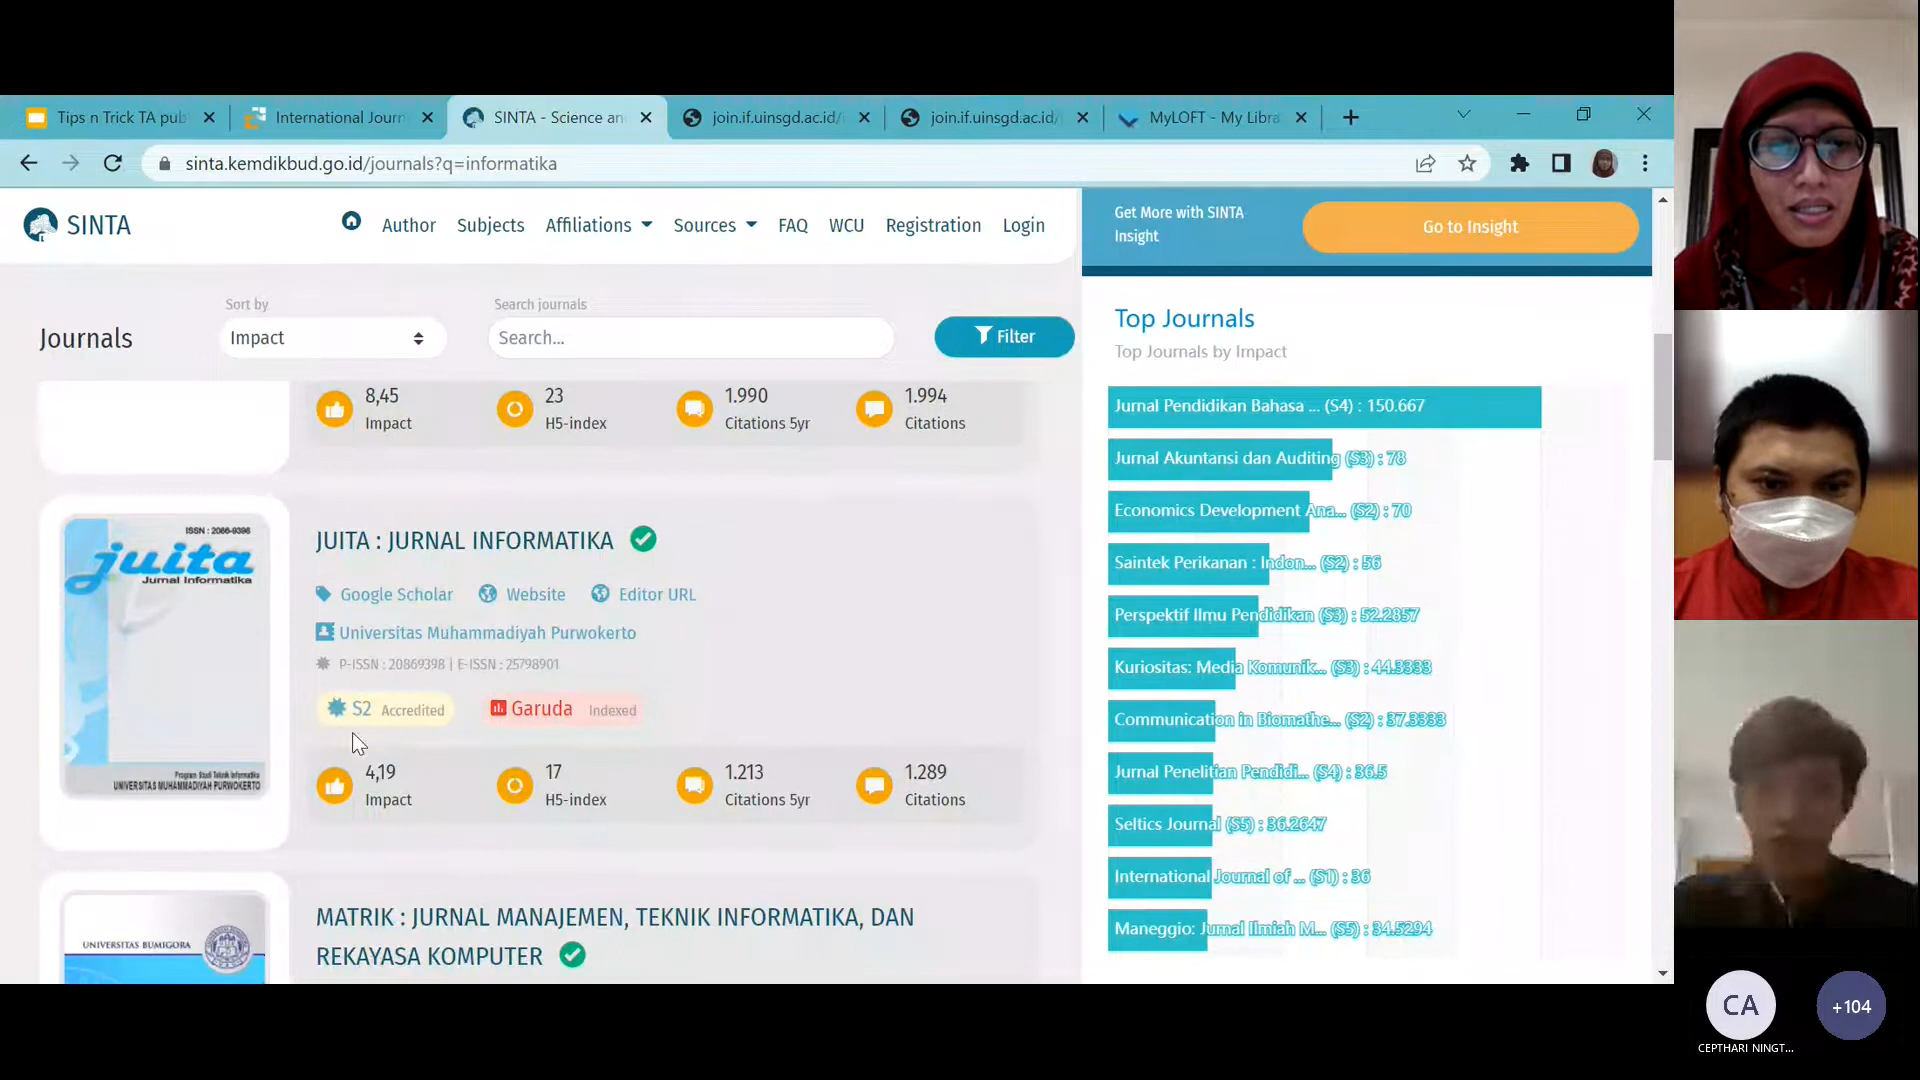 Tips n Trick TA pub
International Journ
SINTA - Science an
join.if.uinsgd.ac.id/
join.if.uinsgd.ac.id/
MyLOFT - My Libra
sinta.kemdikbud.go.id/journals?q=informatika
SINTA
Author
Subjects
Affiliations
Sources
FAQ
WCU
Registration
Login
Get More with SINTA
Insight
Go to Insight
Journals
Sort by
Impact
Search journals
Search...
Filter
8,45
Impact
23
H5-index
1.990
Citations 5yr
1.994
Citations
ISSN : 2086-9398
juita
Jurnal Informatika
Program Studi Teknik Informatika
UNIVERSITAS MUHAMMADIYAH PURWOKERTO
JUITA : JURNAL INFORMATIKA
Google Scholar
Website
Editor URL
Universitas Muhammadiyah Purwokerto
P-ISSN : 20869398 | E-ISSN : 25798901
S2 Accredited
Garuda Indexed
4,19
Impact
17
H5-index
1.213
Citations 5yr
1.289
Citations
UNIVERSITAS BUMIGORA
MATRIK : JURNAL MANAJEMEN, TEKNIK INFORMATIKA, DAN
REKAYASA KOMPUTER
Top Journals
Top Journals by Impact
Jurnal Pendidikan Bahasa ... (S4) : 150.667
Jurnal Akuntansi dan Auditing (S3) : 78
Economics Development Ana... (S2) : 70
Saintek Perikanan : Indon... (S2) : 56
Perspektif Ilmu Pendidikan (S3) : 52.2857
Kuriositas: Media Komunik... (S3) : 44.3333
Communication in Biomathe... (S2) : 37.3333
Jurnal Penelitian Pendidi... (S4) : 36.5
Seltics Journal (S5) : 36.2647
International Journal of ... (S1) : 36
Maneggio: Jurnal Ilmiah M... (S5) : 34.5294
CA
+104
CEPTHARI NINGT...